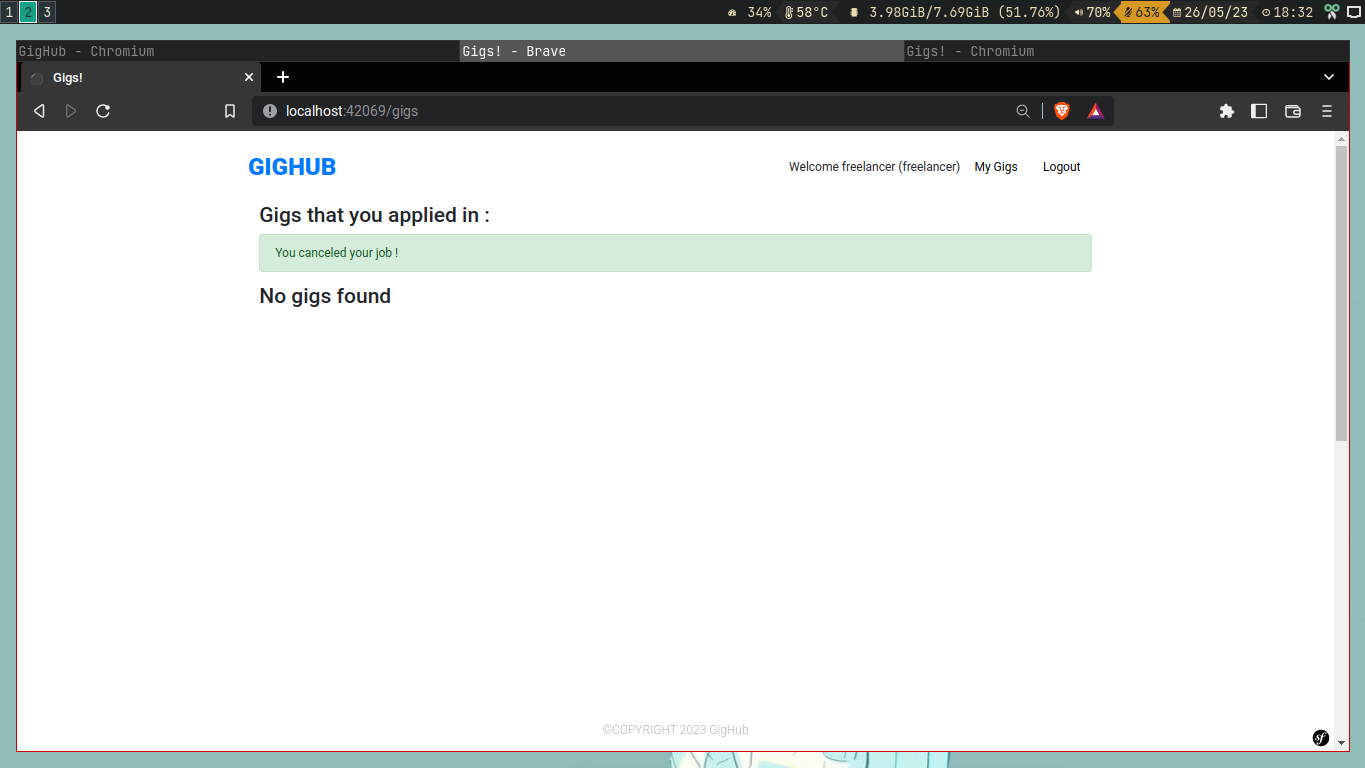 1 2 3 34% 58°C 3.98GiB/7.69GiB (51.76%) 70% 63% 26/05/23 18:32
GigHub - Chromium Gigs! - Brave Gigs! - Chromium
Gigs!
localhost:42069/gigs
GIGHUB Welcome freelancer (freelancer) My Gigs Logout
Gigs that you applied in :
You canceled your job !
No gigs found
©COPYRIGHT 2023 GigHub
sf